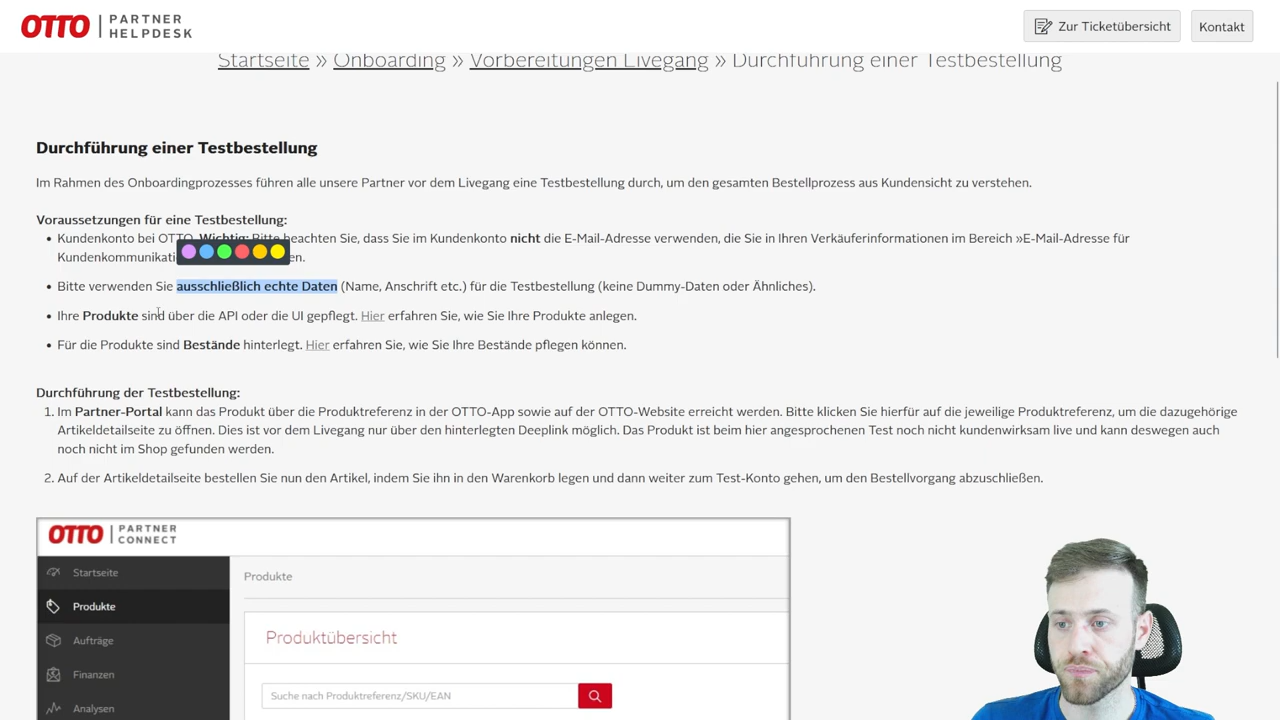 OTTO | PARTNER HELPDESK
Zur Ticketübersicht
Kontakt
Startseite » Onboarding » Vorbereitungen Livegang » Durchführung einer Testbestellung
Durchführung einer Testbestellung
Im Rahmen des Onboardingprozesses führen alle unsere Partner vor dem Livegang eine Testbestellung durch, um den gesamten Bestellprozess aus Kundensicht zu verstehen.
Voraussetzungen für eine Testbestellung:
• Kundenkonto bei OTTO. Wichtig: Bitte beachten Sie, dass Sie im Kundenkonto nicht die E-Mail-Adresse verwenden, die Sie in Ihren Verkäuferinformationen im Bereich »E-Mail-Adresse für
• Bitte verwenden Sie ausschließlich echte Daten (Name, Anschrift etc.) für die Testbestellung (keine Dummy-Daten oder Ähnliches).
• Ihre Produkte sind über die API oder die UI gepflegt. Hier erfahren Sie, wie Sie Ihre Produkte anlegen.
• Für die Produkte sind Bestände hinterlegt. Hier erfahren Sie, wie Sie Ihre Bestände pflegen können.
Durchführung der Testbestellung:
1. Im Partner-Portal kann das Produkt über die Produktreferenz in der OTTO-App sowie auf der OTTO-Website erreicht werden. Bitte klicken Sie hierfür auf die jeweilige Produktreferenz, um die dazugehörige
Artikeldetailseite zu öffnen. Dies ist vor dem Livegang nur über den hinterlegten Deeplink möglich. Das Produkt ist beim hier angesprochenen Test noch nicht kundenwirksam live und kann deswegen auch
noch nicht im Shop gefunden werden.
2. Auf der Artikeldetailseite bestellen Sie nun den Artikel, indem Sie ihn in den Warenkorb legen und dann weiter zum Test-Konto gehen, um den Bestellvorgang abzuschließen.
OTTO | PARTNER CONNECT
Startseite
Produkte
Aufträge
Finanzen
Analysen
Produkte
Produktübersicht
Suche nach Produktreferenz/SKU/EAN